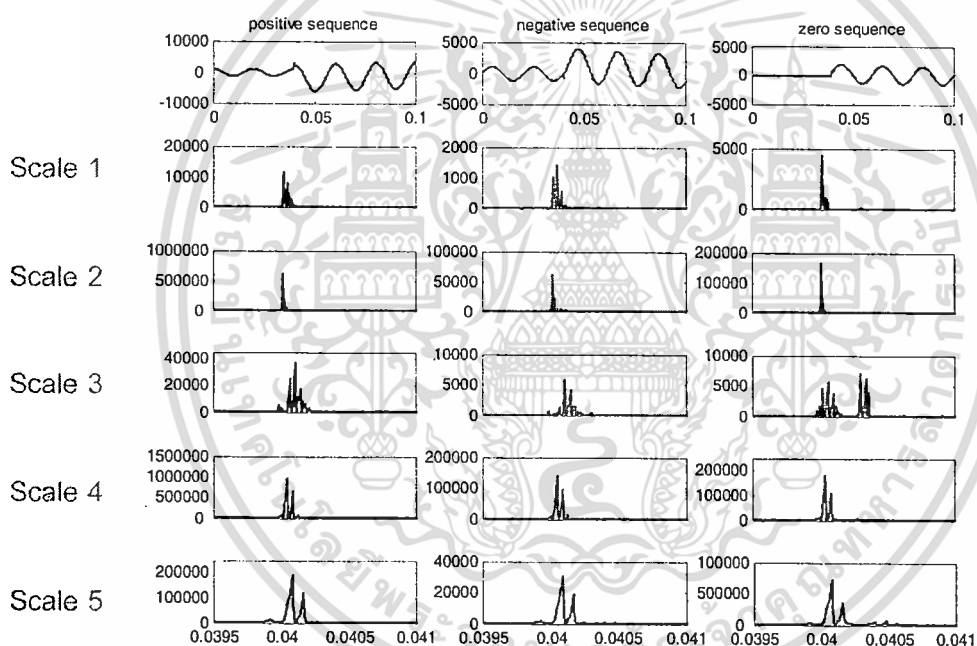 positive sequence negative sequence zero sequence
10000 5000 5000
0 0 0
-10000 -5000 -5000
0 0.05 0.1 0 0.05 0.1 0 0.05 0.1
Scale 1
20000 2000 5000
10000 1000
0 0 0
Scale 2
1000000 100000 200000
500000 50000 100000
0 0 0
Scale 3
40000 10000 10000
20000 5000 5000
0 0 0
Scale 4
1500000 200000 200000
1000000 100000 100000
500000
0 0 0
Scale 5
200000 40000 100000
100000 20000 50000
0 0 0
0.0395 0.04 0.0405 0.041 0.0395 0.04 0.0405 0.041 0.0395 0.04 0.0405 0.041